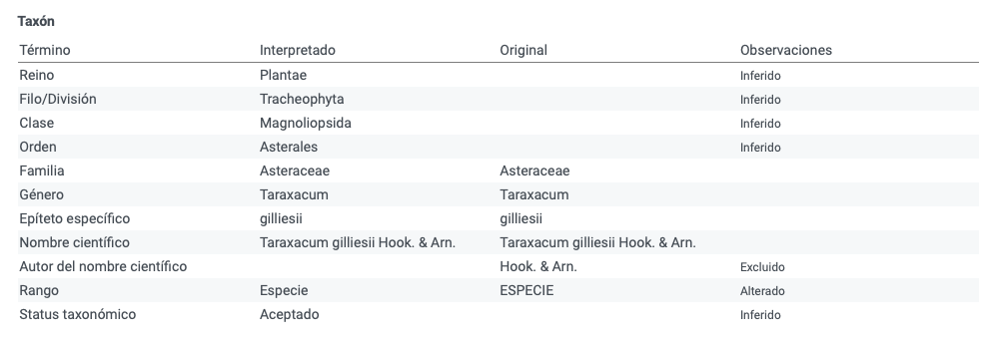 Taxón
Término Interpretado Original Observaciones
Reino Plantae Inferido
Filo/División Tracheophyta Inferido
Clase Magnoliopsida Inferido
Orden Asterales Inferido
Familia Asteraceae Asteraceae
Género Taraxacum Taraxacum
Epíteto específico gilliesii gilliesii
Nombre científico Taraxacum gilliesii Hook. & Arn. Taraxacum gilliesii Hook. & Arn.
Autor del nombre científico Hook. & Arn. Excluido
Rango Especie ESPECIE Alterado
Status taxonómico Aceptado Inferido